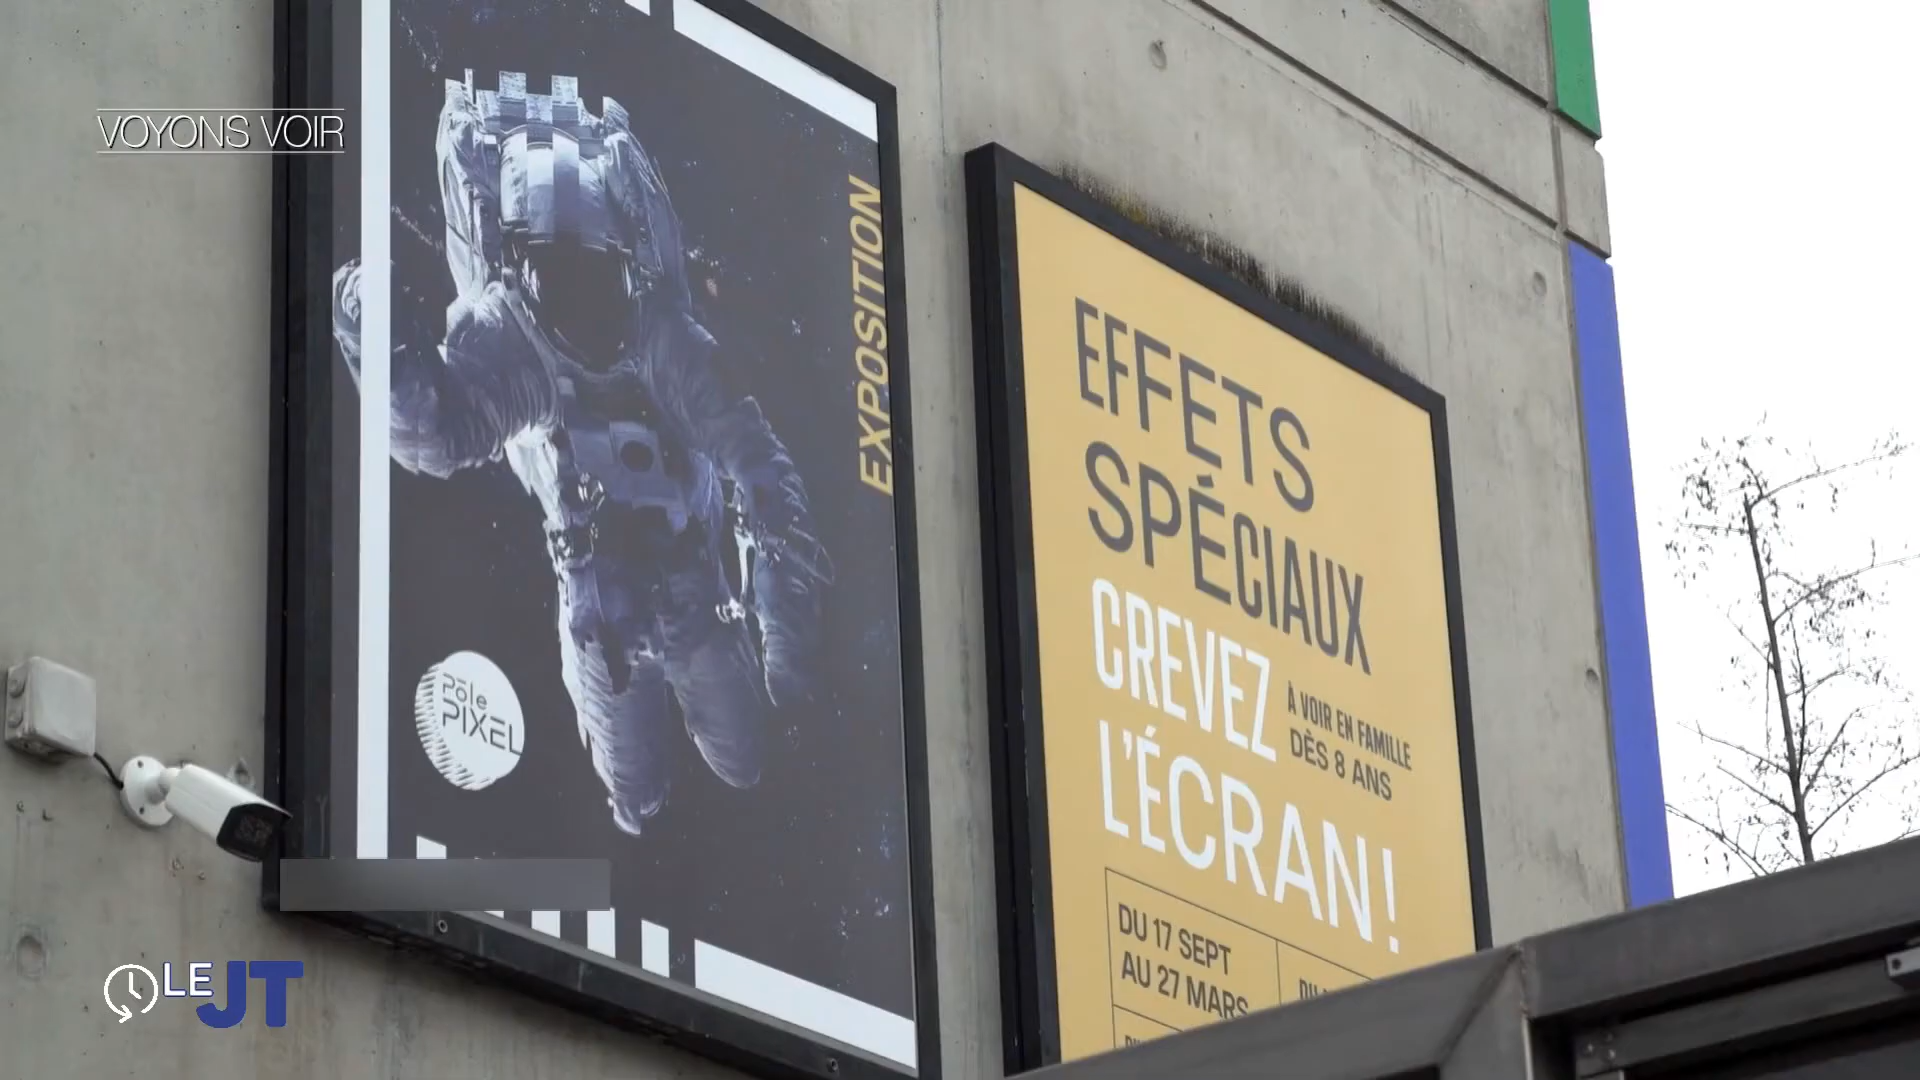 VOYONS VOIR
EXPOSITION
Pôle
PIXEL
EFFETS
SPÉCIAUX
CREVEZ
À VOIR EN FAMILLE
DÈS 8 ANS
L'ÉCRAN !
DU 17 SEPT
AU 27 MARS
LE JT